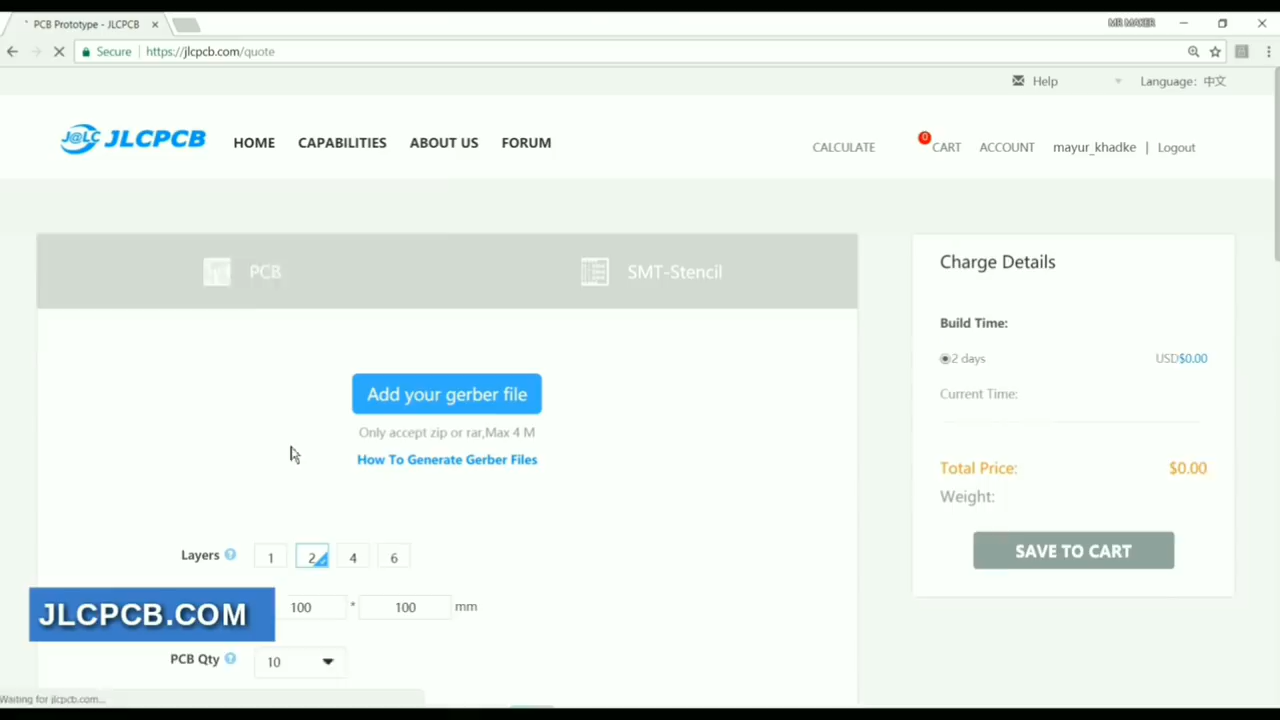 PCB Prototype - JLCPCB
MR MAKER
Secure https://jlcpcb.com/quote
Help Language: 中文
J@LC JLCPCB HOME CAPABILITIES ABOUT US FORUM
CALCULATE 0 CART ACCOUNT mayur_khadke | Logout
PCB SMT-Stencil
Add your gerber file
Only accept zip or rar,Max 4 M
How To Generate Gerber Files
Layers ? 1 2 4 6
100 * 100 mm
JLCPCB.COM
PCB Qty ? 10
Waiting for jlcpcb.com...
Charge Details
Build Time:
2 days USD$0.00
Current Time:
Total Price: $0.00
Weight:
SAVE TO CART